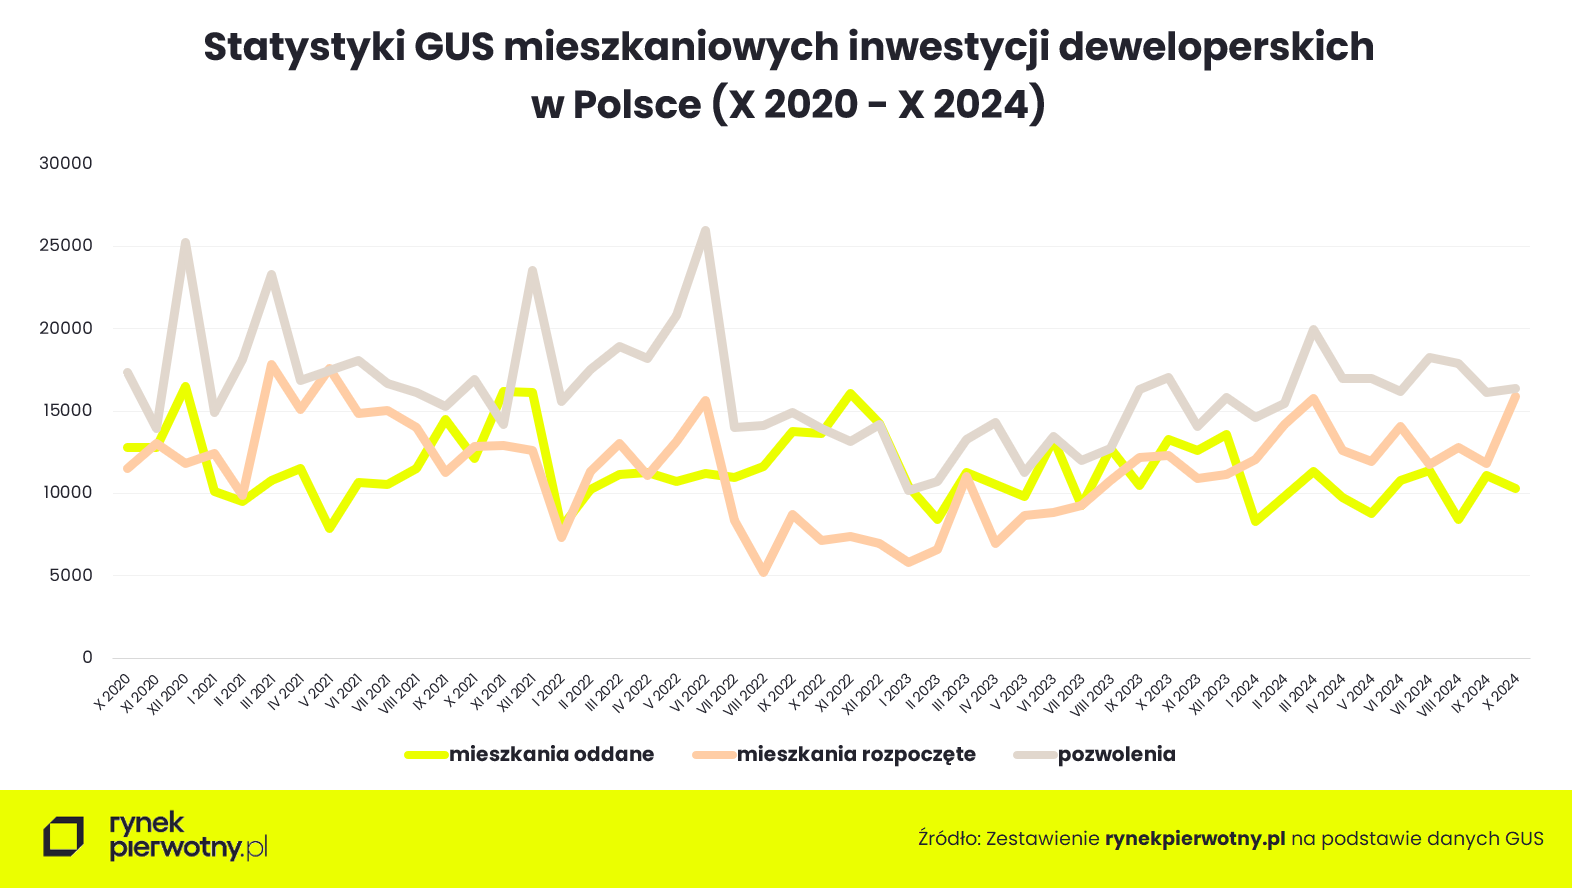 Statystyki GUS mieszkaniowych inwestycji deweloperskich
w Polsce (X 2020 - X 2024)
30000
25000
20000
15000
10000
5000
0
X 2020
XI 2020
XII 2020
I 2021
II 2021
III 2021
IV 2021
V 2021
VI 2021
VII 2021
VIII 2021
IX 2021
X 2021
XI 2021
XII 2021
I 2022
II 2022
III 2022
IV 2022
V 2022
VI 2022
VII 2022
VIII 2022
IX 2022
X 2022
XI 2022
XII 2022
I 2023
II 2023
III 2023
IV 2023
V 2023
VI 2023
VII 2023
VIII 2023
IX 2023
X 2023
XI 2023
XII 2023
I 2024
II 2024
III 2024
IV 2024
V 2024
VI 2024
VII 2024
VIII 2024
IX 2024
X 2024
mieszkania oddane mieszkania rozpoczęte pozwolenia
rynek
pierwotny.pl
Źródło: Zestawienie rynekpierwotny.pl na podstawie danych GUS